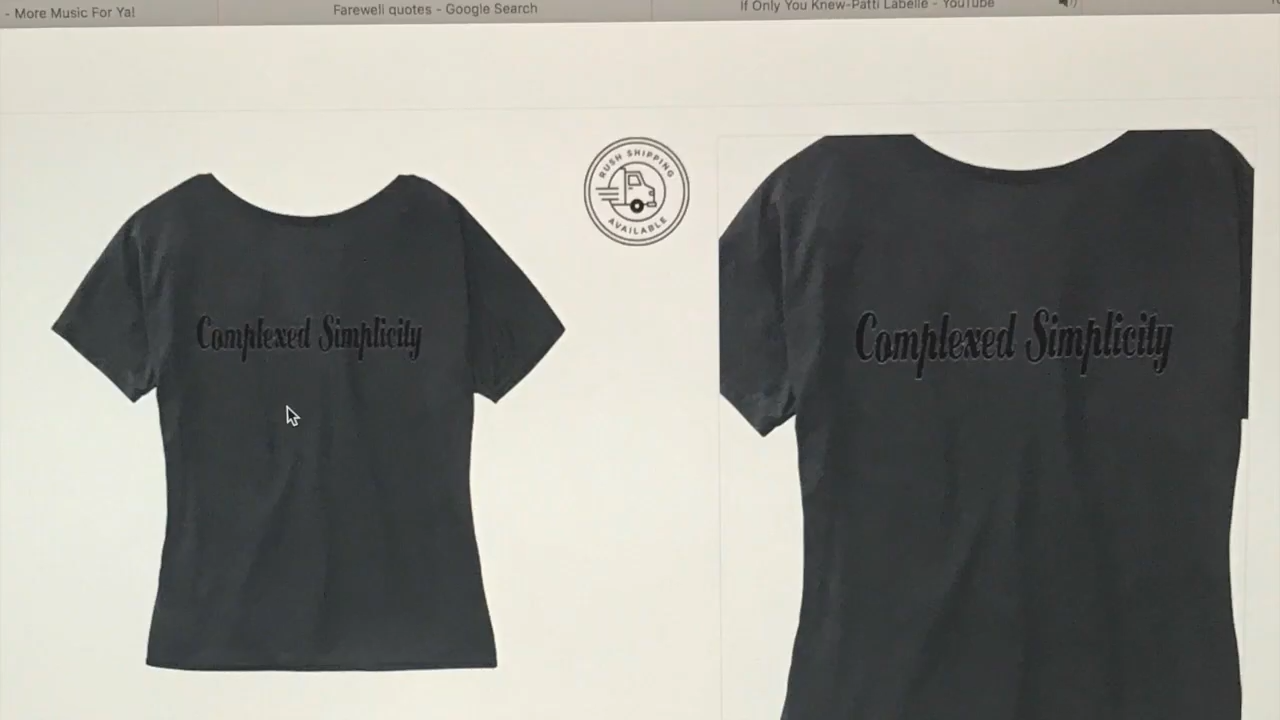 - More Music For Ya!
Farewell quotes - Google Search
If Only You Knew-Patti Labelle - YouTube
RUSH SHIPPING
AVAILABLE
Complexed Simplicity
Complexed Simplicity